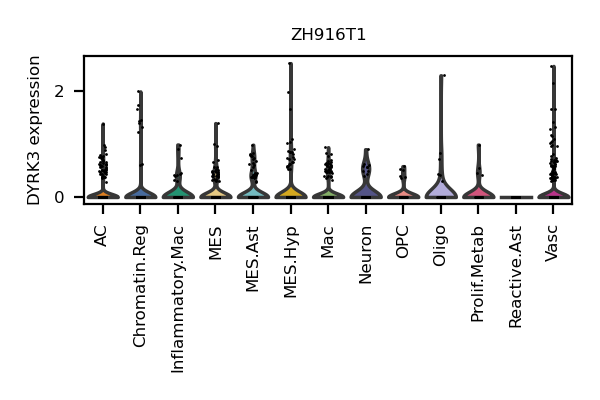 ZH916T1
DYRK3 expression
2
0
AC
Chromatin.Reg
Inflammatory.Mac
MES
MES.Ast
MES.Hyp
Mac
Neuron
OPC
Oligo
Prolif.Metab
Reactive.Ast
Vasc